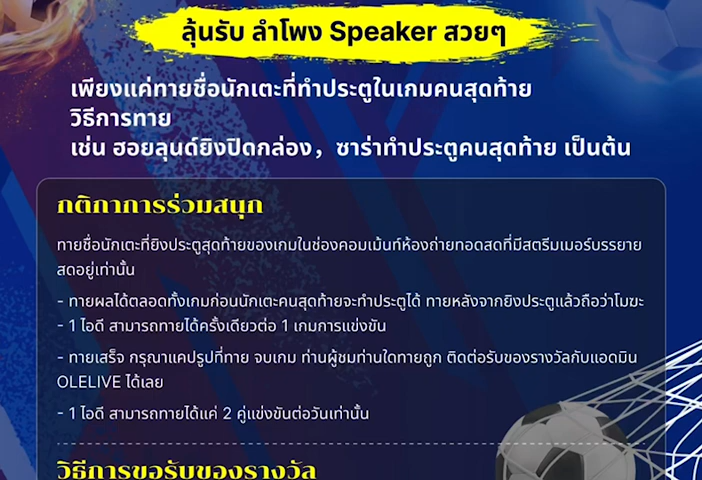 ลุ้นรับ ลำโพง Speaker สวยๆ
เพียงแค่ทายชื่อนักเตะที่ทำประตูในเกมคนสุดท้าย
วิธีการทาย
เช่น ฮอยลุนด์ยิงปิดกล่อง, ซาร่าทำประตูคนสุดท้าย เป็นต้น
กติกาการร่วมสนุก
ทายชื่อนักเตะที่ยิงประตูสุดท้ายของเกมในช่องคอมเม้นท์ห้องถ่ายทอดสดที่มีสตรีมเมอร์บรรยาย
สดอยู่เท่านั้น
- ทายผลได้ตลอดทั้งเกมก่อนนักเตะคนสุดท้ายจะทำประตูได้ ทายหลังจากยิงประตูแล้วถือว่าโมฆะ
- 1 ไอดี สามารถทายได้ครั้งเดียวต่อ 1 เกมการแข่งขัน
- ทายเสร็จ กรุณาแคปรูปที่ทาย จบเกม ท่านผู้ชมท่านใดทายถูก ติดต่อรับของรางวัลกับแอดมิน
OLELIVE ได้เลย
- 1 ไอดี สามารถทายได้แค่ 2 คู่แข่งขันต่อวันเท่านั้น
วิธีการขอรับของรางวัล